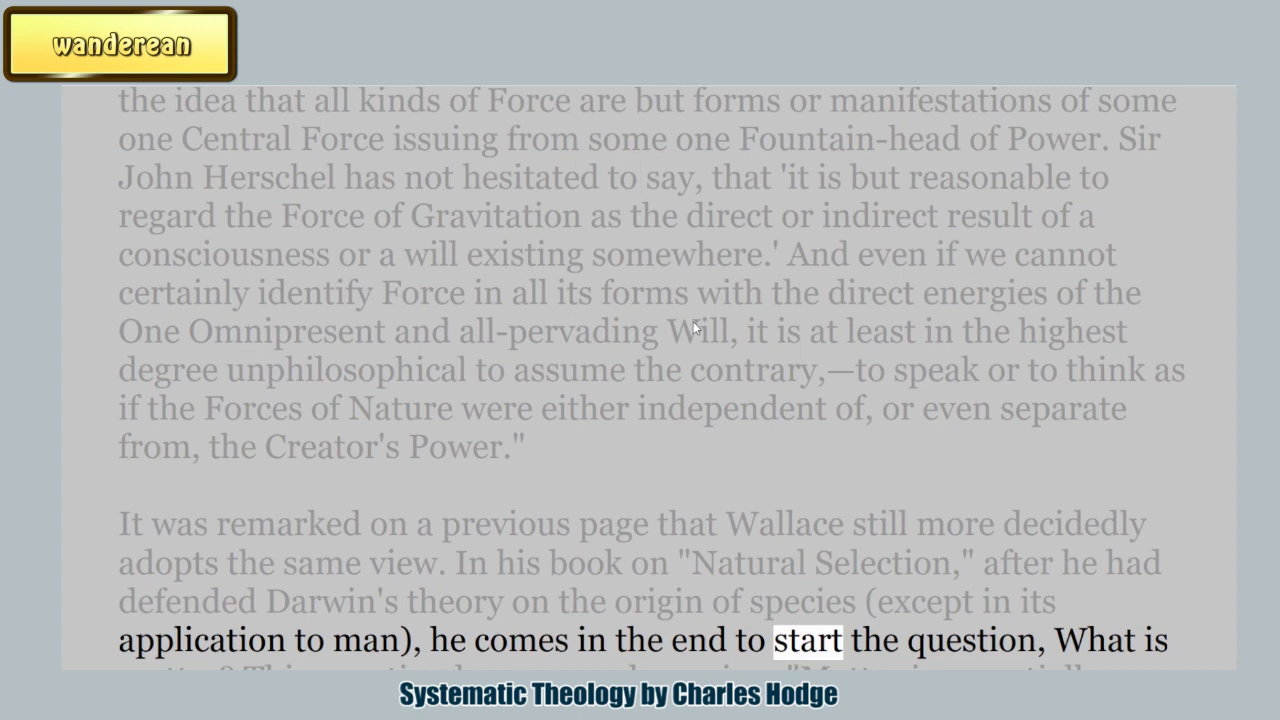 wanderean
the idea that all kinds of Force are but forms or manifestations of some
one Central Force issuing from some one Fountain-head of Power. Sir
John Herschel has not hesitated to say, that 'it is but reasonable to
regard the Force of Gravitation as the direct or indirect result of a
consciousness or a will existing somewhere.' And even if we cannot
certainly identify Force in all its forms with the direct energies of the
One Omnipresent and all-pervading Will, it is at least in the highest
degree unphilosophical to assume the contrary,—to speak or to think as
if the Forces of Nature were either independent of, or even separate
from, the Creator's Power."
It was remarked on a previous page that Wallace still more decidedly
adopts the same view. In his book on "Natural Selection," after he had
defended Darwin's theory on the origin of species (except in its
application to man), he comes in the end to start the question, What is
Systematic Theology by Charles Hodge